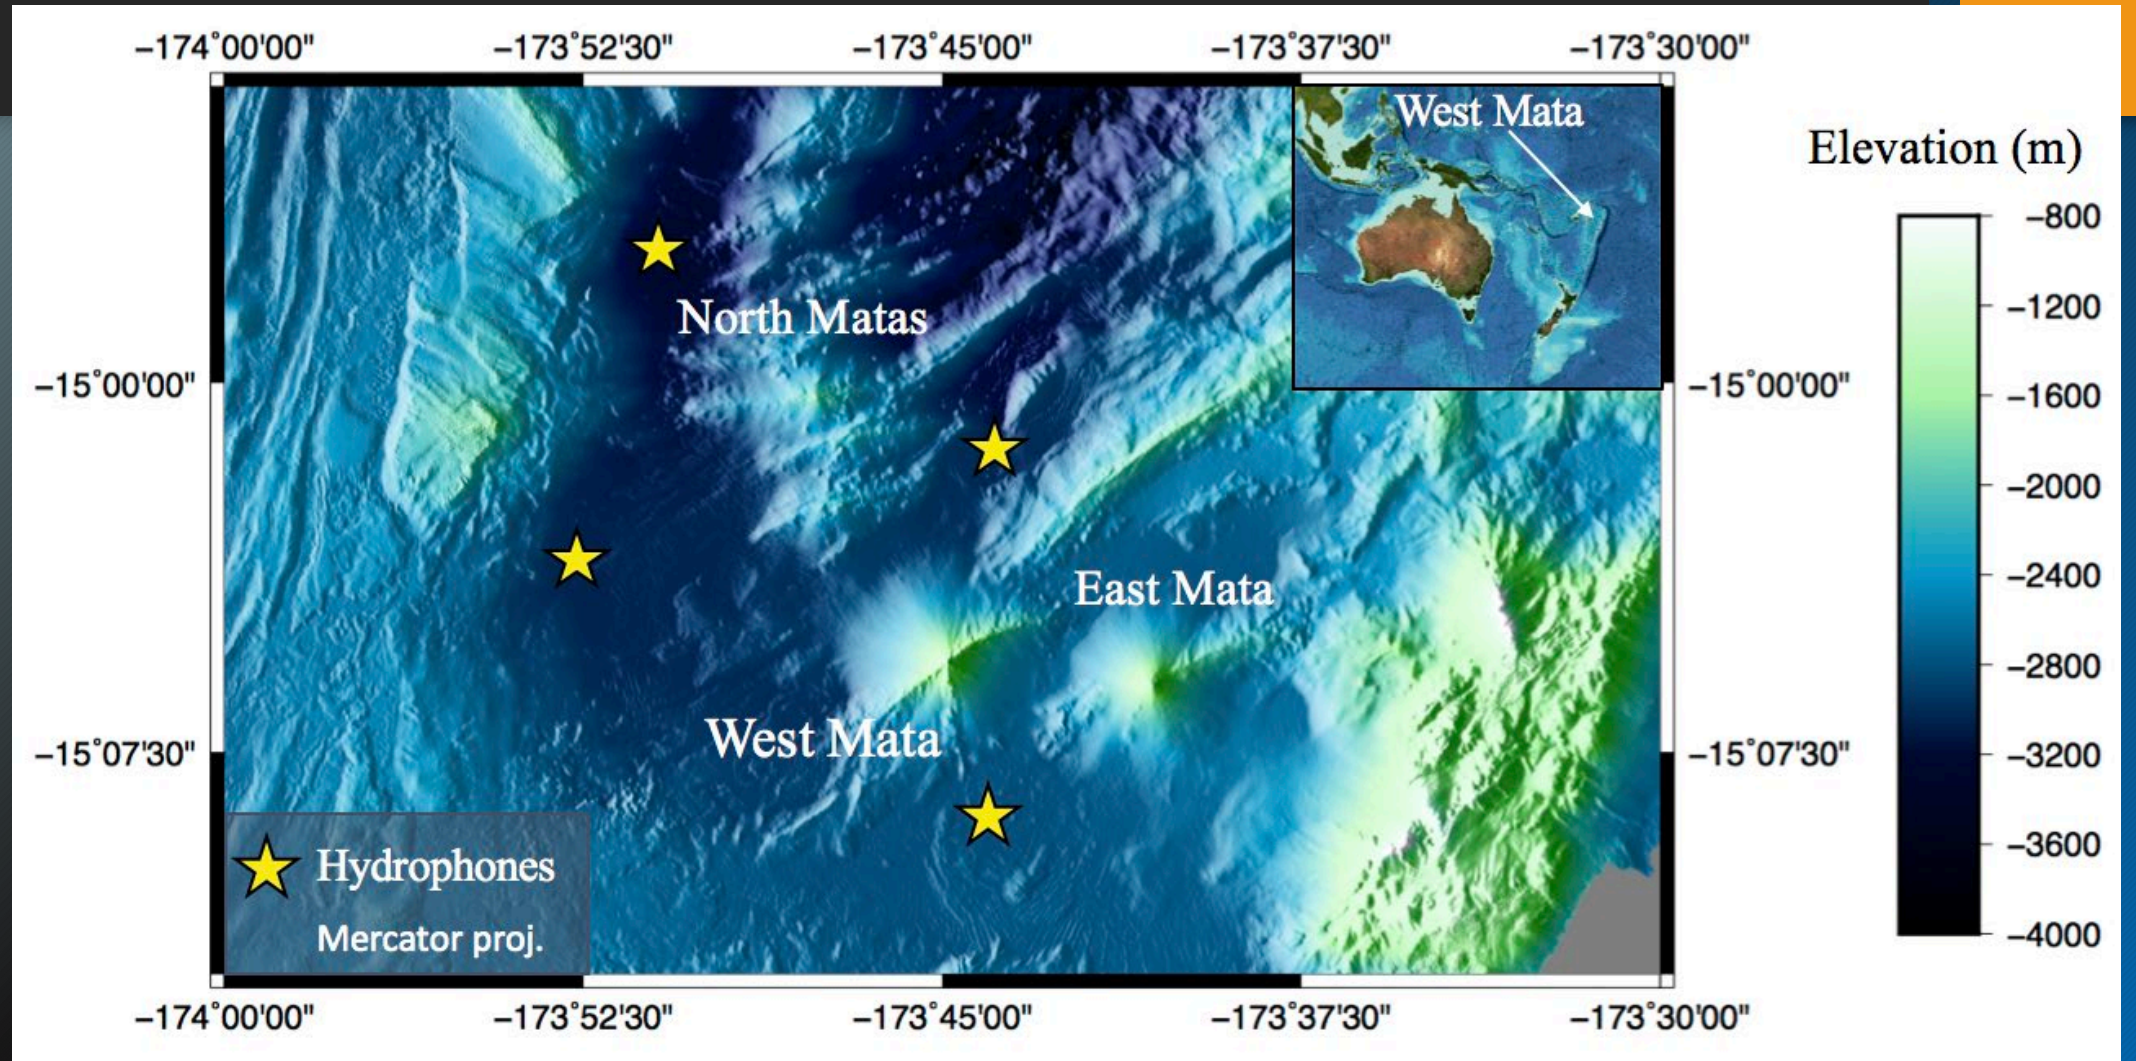 −174°00'00" −173°52'30" −173°45'00" −173°37'30" −173°30'00"
West Mata
Elevation (m)
−800
−1200
−1600
−2000
−2400
−2800
−3200
−3600
−4000
North Matas
−15°00'00" −15°00'00"
East Mata
West Mata
−15°07'30" −15°07'30"
Hydrophones
Mercator proj.
−174°00'00" −173°52'30" −173°45'00" −173°37'30" −173°30'00"